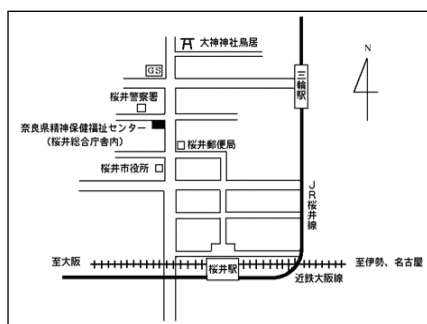 大神神社鳥居
N
GS
三輪駅
桜井警察署
奈良県精神保健福祉センター
(桜井総合庁舎内)
桜井郵便局
桜井市役所
JR桜井線
至大阪
桜井駅
至伊勢、名古屋
近鉄大阪線